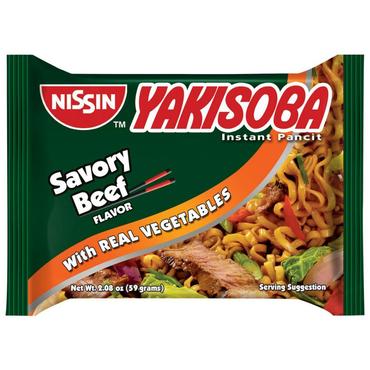 NISSIN
TM
YAKISOBA
Instant Pancit
Savory
Beef
FLAVOR
With REAL VEGETABLES
Net Wt. 2.08 oz (59 grams)
Serving Suggestion